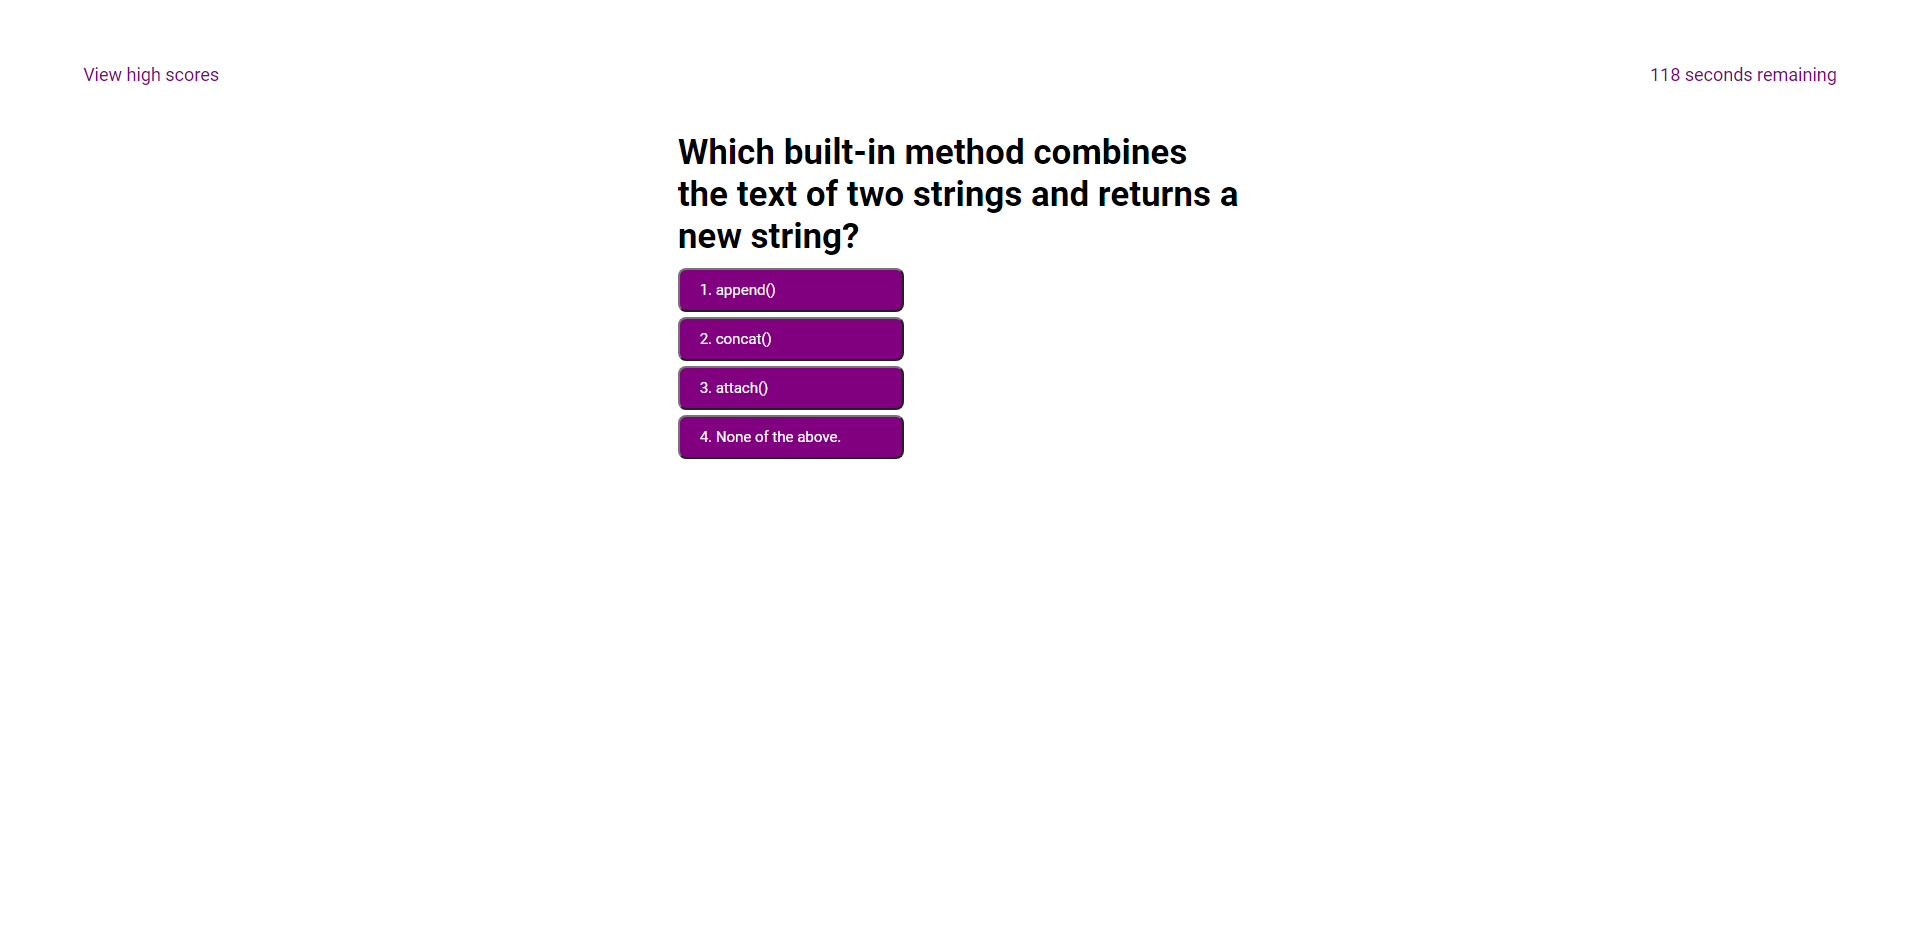 View high scores
118 seconds remaining
Which built-in method combines
the text of two strings and returns a
new string?
1. append()
2. concat()
3. attach()
4. None of the above.